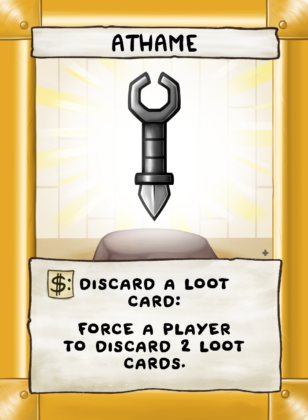 ATHAME
$: DISCARD A LOOT
CARD:
FORCE A PLAYER
TO DISCARD 2 LOOT
CARDS.